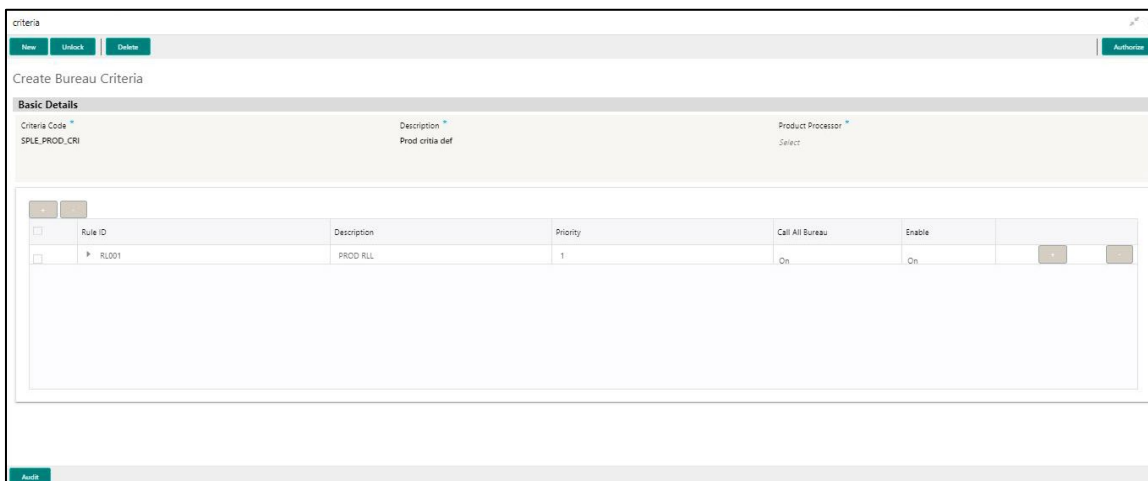 criteria
New Unlock Delete Authorize
Create Bureau Criteria
Basic Details
Criteria Code * Description * Product Processor *
SPLE_PROD_CRI Prod critia def Select
+ -
Rule ID Description Priority Call All Bureau Enable
RL001 PROD RLL 1 On On + -
Audit